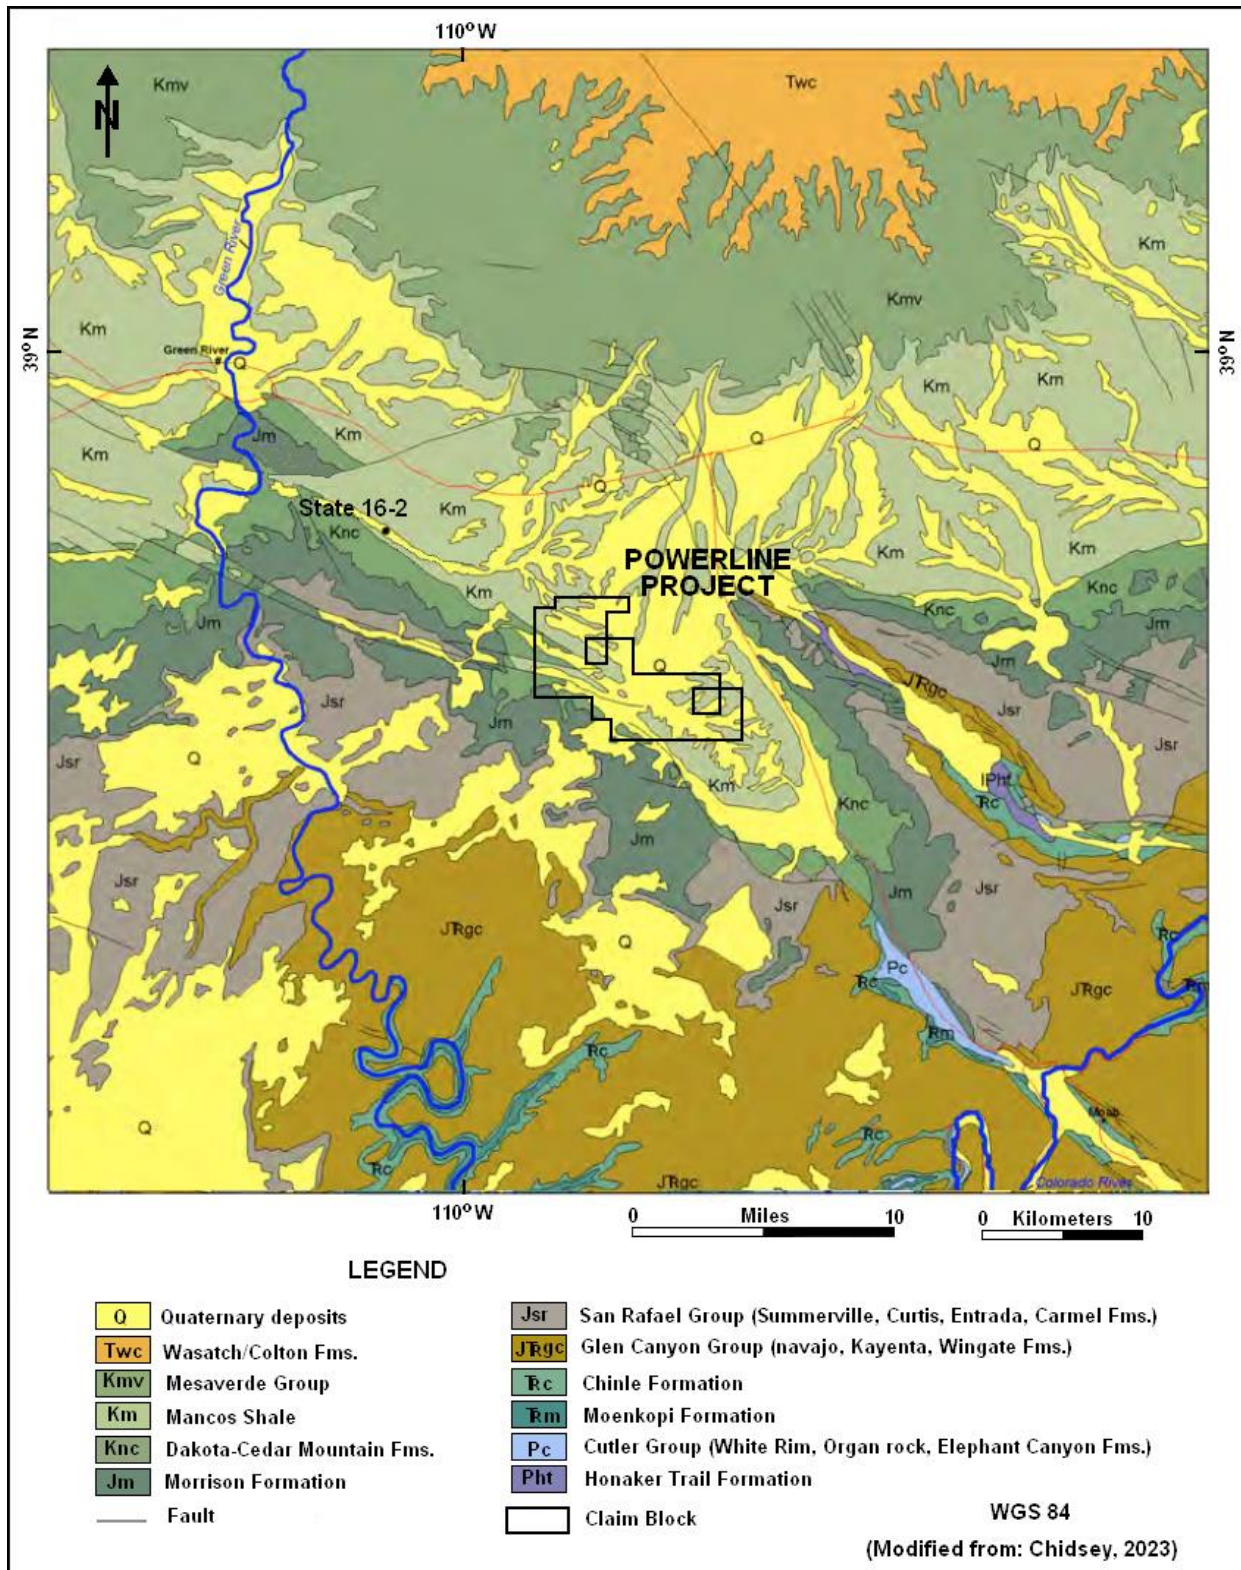 110°W
Kmv
Twc
N
Km
Green River
Kmv
Km
39°N
39°N
Green River
Q
Km
Km
Jm
Km
Q
Q
Km
Q
State 16-2
Km
Knc
Km
Km
POWERLINE
PROJECT
Km
Knc
Knc
Jm
Jm
Q
Jm
JTRgc
Jsr
Jsr
Jm
Jsr
Jsr
Q
Km
IPht
TRc
Knc
Jm
Jsr
Jm
Jsr
Jsr
JTRgc
Q
TRc
Pc
TRc
JTRgc
TRm
TRm
TRc
Moab
Q
TRc
TRc
JTRgc
Colorado River
110°W
0 Miles 10
0 Kilometers 10
LEGEND
Q Quaternary deposits
Twc Wasatch/Colton Fms.
Kmv Mesaverde Group
Km Mancos Shale
Knc Dakota-Cedar Mountain Fms.
Jm Morrison Formation
Fault
Jsr San Rafael Group (Summerville, Curtis, Entrada, Carmel Fms.)
JTRgc Glen Canyon Group (navajo, Kayenta, Wingate Fms.)
TRc Chinle Formation
TRm Moenkopi Formation
Pc Cutler Group (White Rim, Organ rock, Elephant Canyon Fms.)
Pht Honaker Trail Formation
Claim Block
WGS 84
(Modified from: Chidsey, 2023)